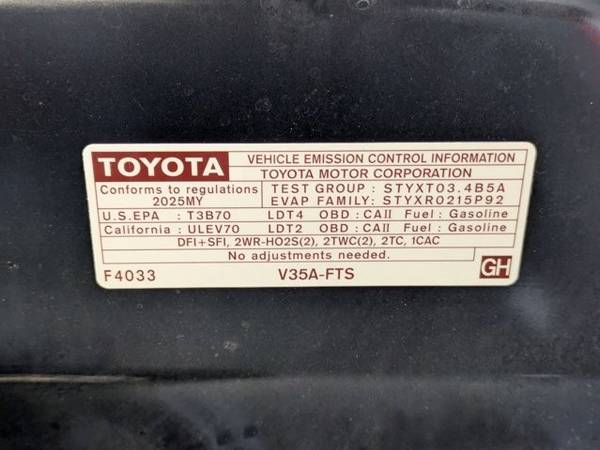 TOYOTA VEHICLE EMISSION CONTROL INFORMATION
TOYOTA MOTOR CORPORATION
Conforms to regulations TEST GROUP : STYXT03.4B5A
2025MY EVAP FAMILY: STYXR0215P92
U.S.EPA : T3B70 LDT4 OBD : CAII Fuel : Gasoline
California : ULEV70 LDT2 OBD : CAII Fuel : Gasoline
DFI+SFI, 2WR-HO2S(2), 2TWC(2), 2TC, 1CAC
No adjustments needed.
F4033 V35A-FTS GH